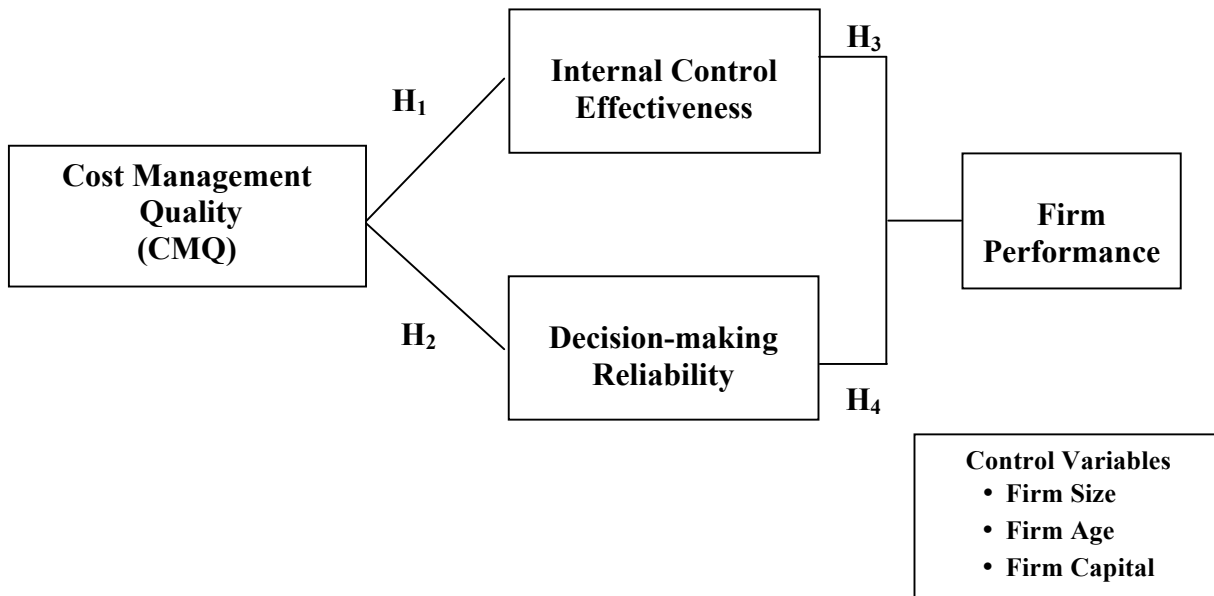 H₁
Internal Control
Effectiveness
H₃
Cost Management
Quality
(CMQ)
Firm
Performance
H₂
Decision-making
Reliability
H₄
Control Variables
• Firm Size
• Firm Age
• Firm Capital